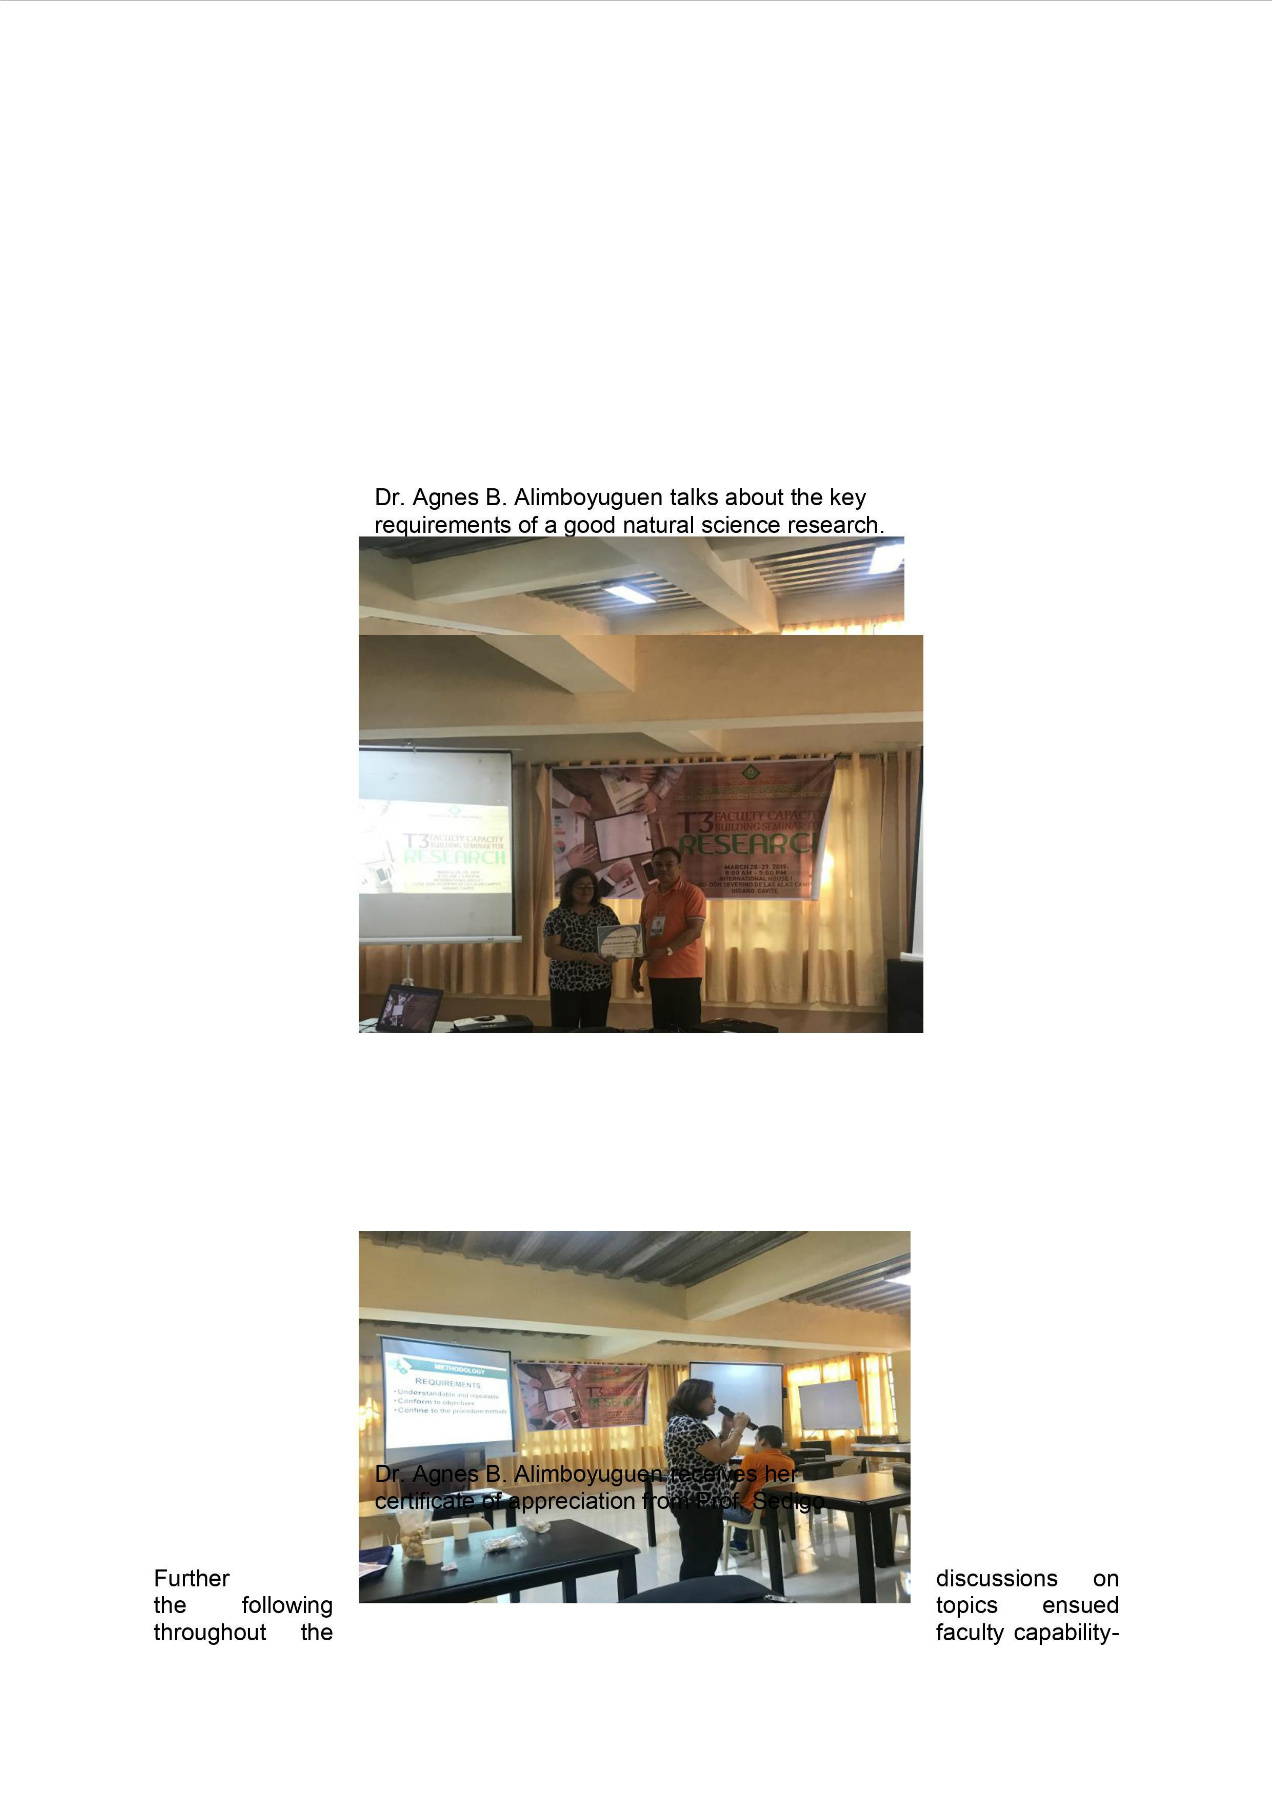 Dr. Agnes B. Alimboyuguen talks about the key
requirements of a good natural science research.
T3 FACULTY CAPACITY
BUILDING SEMINAR FOR
RESEARCH
T3 FACULTY CAPACITY
BUILDING SEMINAR FOR
RESEARCH
MARCH 28-29, 2019
8:00 AM - 5:00 PM
INTERNATIONAL HOUSE I
DON SEVERINO DE LAS ALAS
INDANG, CAVITE
METHODOLOGY
REQUIREMENTS
• Understandable and repeatable
• Conform to objectives
• Confine to the procedure/methods
T3
RESEARCH
Dr. Agnes B. Alimboyuguen receives her
certificate of appreciation from Prof. Sedigo
Further discussions on
the following topics ensued
throughout the faculty capability-